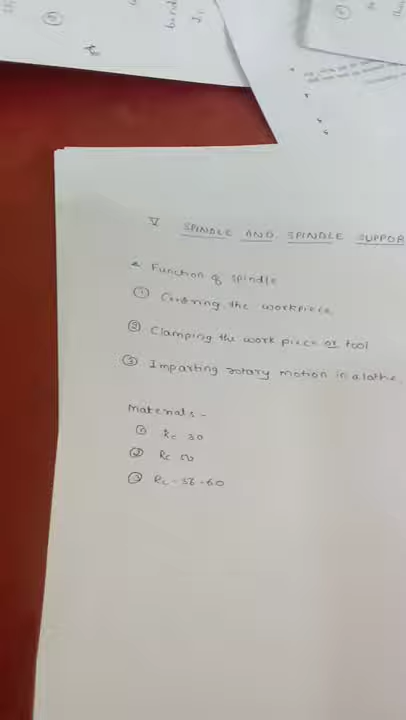 V SPINDLE AND SPINDLE SUPPOR
Function of spindle
① Centring the workpiece
② Clamping the work piece or tool
③ Imparting rotary motion in a lathe.
Materials:-
① Rc 30
② Rc 50
③ Rc - 56 - 60